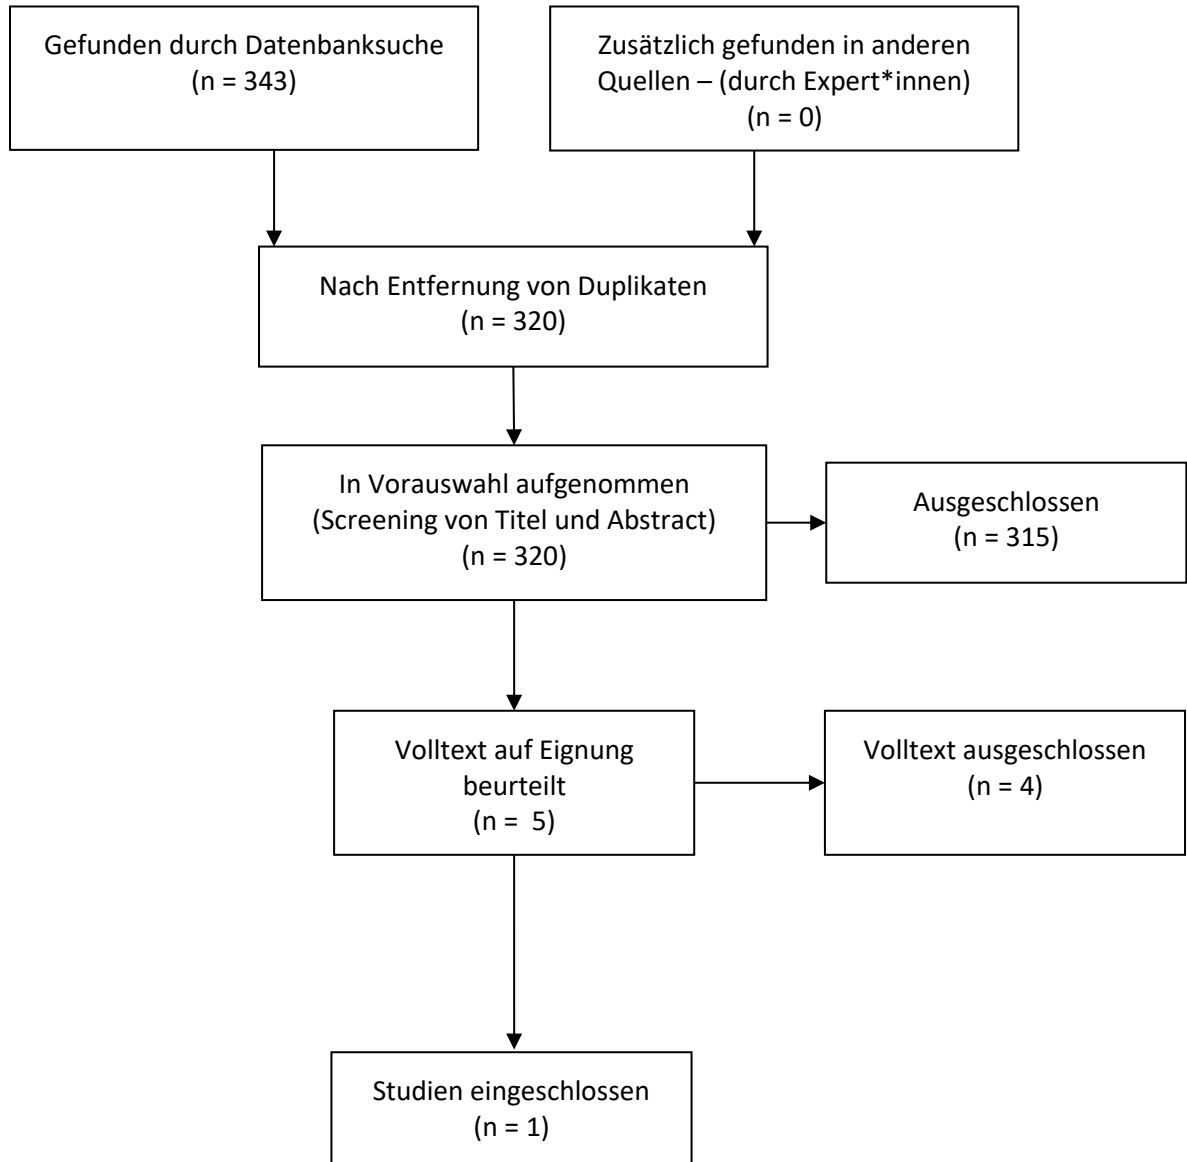 Gefunden durch Datenbanksuche
(n = 343)
Zusätzlich gefunden in anderen
Quellen – (durch Expert*innen)
(n = 0)
Nach Entfernung von Duplikaten
(n = 320)
In Vorauswahl aufgenommen
(Screening von Titel und Abstract)
(n = 320)
Ausgeschlossen
(n = 315)
Volltext auf Eignung
beurteilt
(n =  5)
Volltext ausgeschlossen
(n = 4)
Studien eingeschlossen
(n = 1)